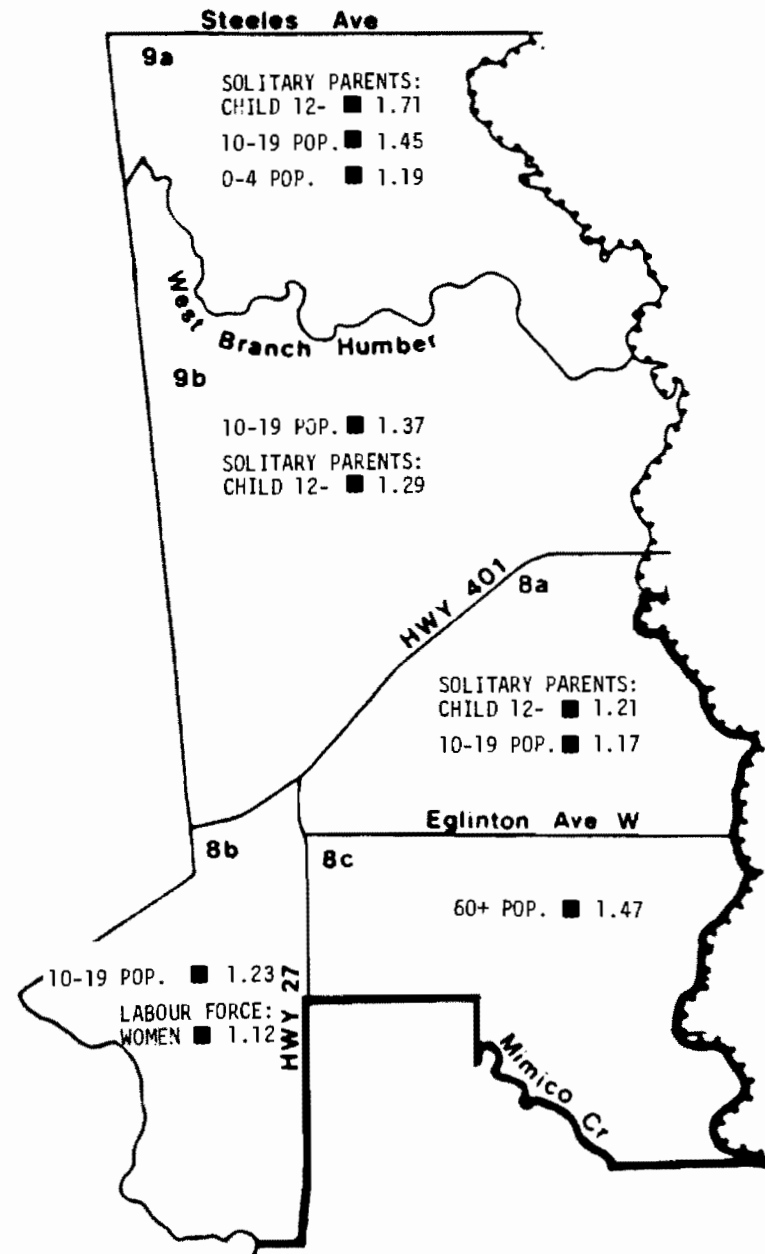 Steeles Ave
9a
SOLITARY PARENTS:
CHILD 12- ■ 1.71
10-19 POP. ■ 1.45
0-4 POP. ■ 1.19
West Branch Humber
9b
10-19 POP. ■ 1.37
SOLITARY PARENTS:
CHILD 12- ■ 1.29
HWY 401
8a
SOLITARY PARENTS:
CHILD 12- ■ 1.21
10-19 POP. ■ 1.17
Eglinton Ave W
8b
8c
60+ POP. ■ 1.47
10-19 POP. ■ 1.23
LABOUR FORCE:
WOMEN ■ 1.12
HWY 27
Mimico Cr